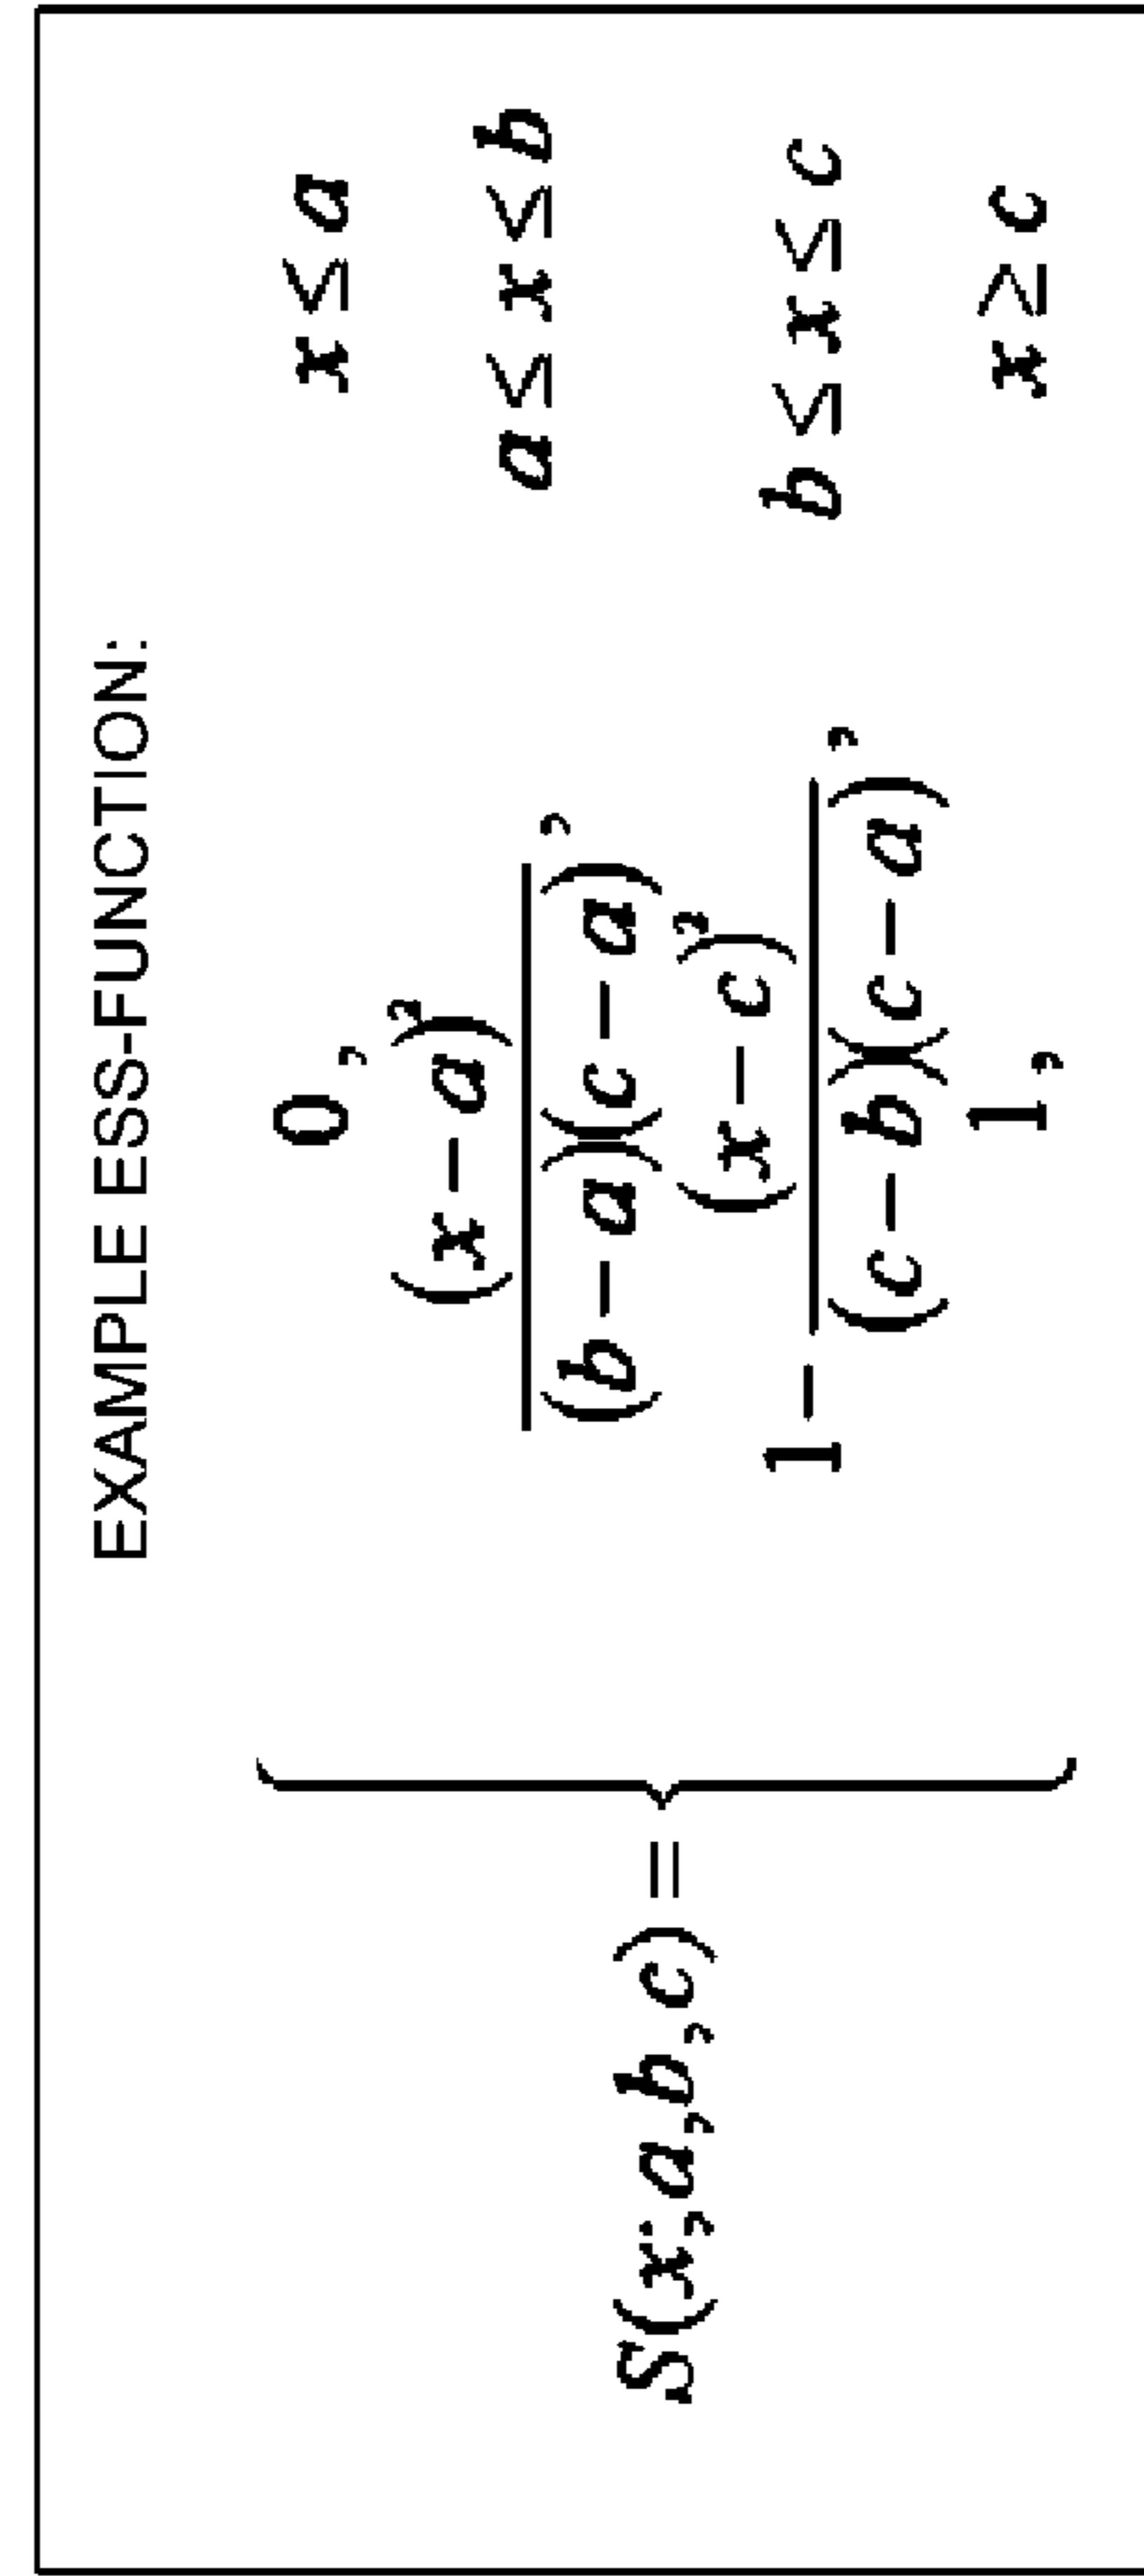 EXAMPLE ESS-FUNCTION:
S(x;a,b,c) = {
0, x ≤ a
(x − a)² / (b − a)(c − a), a ≤ x ≤ b
1 − (x − c)² / (c − b)(c − a), b ≤ x ≤ c
1, x ≥ c